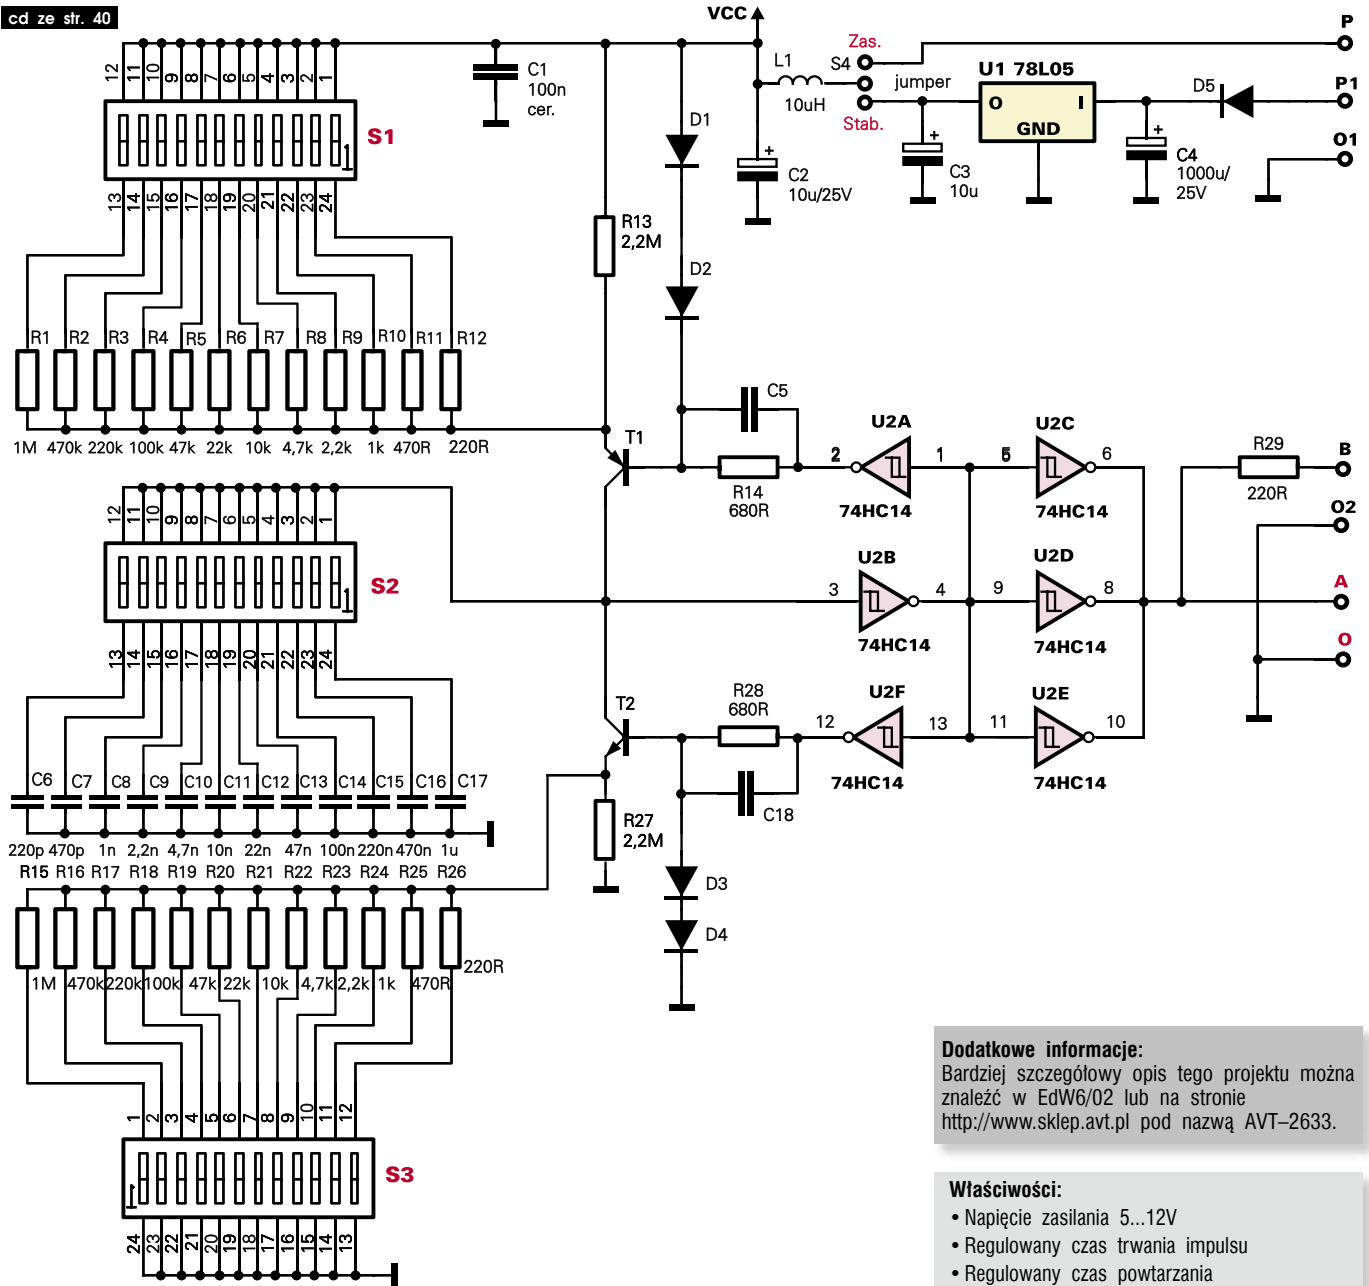 cd ze str. 40
VCC
P
12 11 10 9 8 7 6 5 4 3 2 1
C1
100n
cer.
L1
10uH
Zas.
S4
jumper
Stab.
U1 78L05
O I
GND
D5
P1
O1
S1
1
D1
C2
10u/25V
C3
10u
C4
1000u/
25V
13 14 15 16 17 18 19 20 21 22 23 24
R13
2,2M
D2
R1 R2 R3 R4 R5 R6 R7 R8 R9 R10 R11 R12
1M 470k 220k 100k 47k 22k 10k 4,7k 2,2k 1k 470R 220R
T1
C5
R14
680R
U2A
2 1
74HC14
U2C
5 6
74HC14
R29
220R
B
O2
12 11 10 9 8 7 6 5 4 3 2 1
S2
1
U2B
3 4
74HC14
U2D
9 8
74HC14
A
O
13 14 15 16 17 18 19 20 21 22 23 24
T2
R28
680R
C18
U2F
12 13
74HC14
U2E
11 10
74HC14
C6 C7 C8 C9 C10 C11 C12 C13 C14 C15 C16 C17
220p 470p 1n 2,2n 4,7n 10n 22n 47n 100n 220n 470n 1u
R27
2,2M
R15 R16 R17 R18 R19 R20 R21 R22 R23 R24 R25 R26
1M 470k 220k 100k 47k 22k 10k 4,7k 2,2k 1k 470R 220R
D3
D4
1 2 3 4 5 6 7 8 9 10 11 12
S3
1
24 23 22 21 20 19 18 17 16 15 14 13
Dodatkowe informacje:
Bardziej szczegółowy opis tego projektu można
znaleźć w EdW6/02 lub na stronie
http://www.sklep.avt.pl pod nazwą AVT–2633.
Właściwości:
• Napięcie zasilania 5...12V
• Regulowany czas trwania impulsu
• Regulowany czas powtarzania